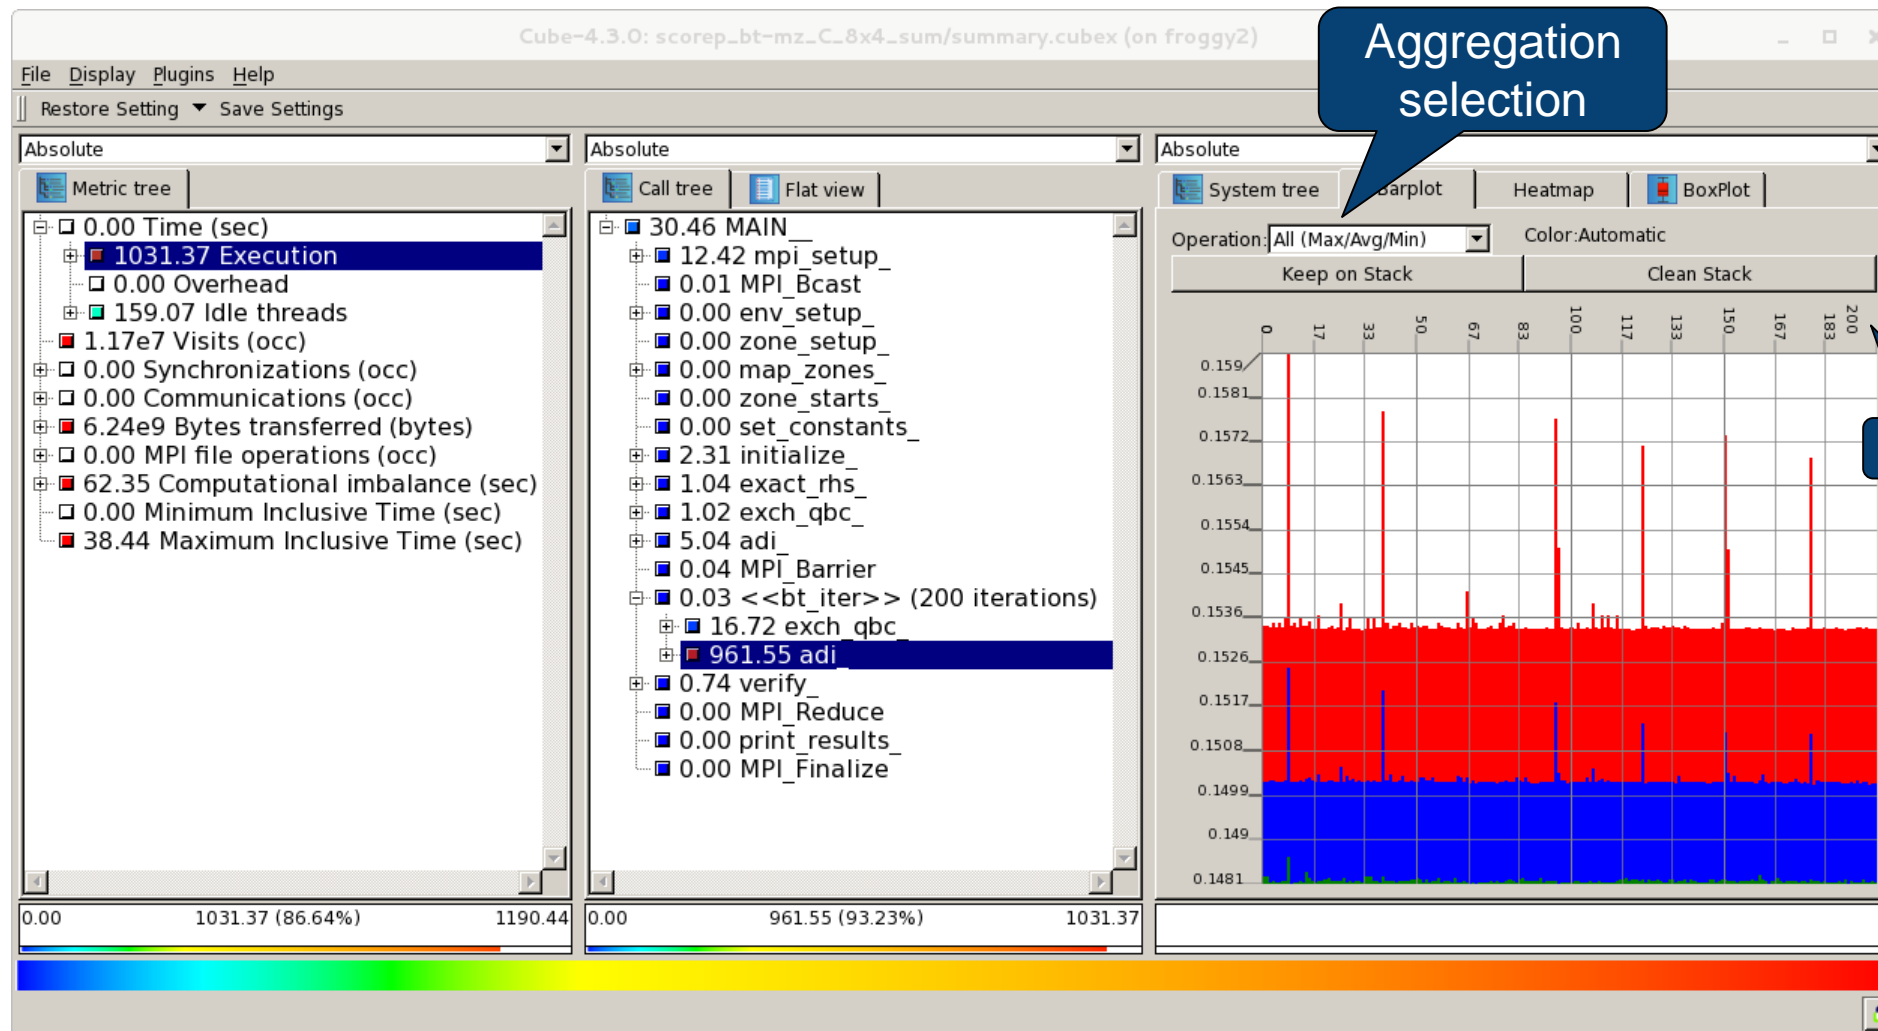 Cube-4.3.0: scorep_bt-mz_C_8x4_sum/summary.cubex (on froggy2)
Aggregation
selection
File Display Plugins Help
Restore Setting Save Settings
Absolute
Metric tree
0.00 Time (sec)
1031.37 Execution
0.00 Overhead
159.07 Idle threads
1.17e7 Visits (occ)
0.00 Synchronizations (occ)
0.00 Communications (occ)
6.24e9 Bytes transferred (bytes)
0.00 MPI file operations (occ)
62.35 Computational imbalance (sec)
0.00 Minimum Inclusive Time (sec)
38.44 Maximum Inclusive Time (sec)
0.00 1031.37 (86.64%) 1190.44
Absolute
Call tree Flat view
30.46 MAIN__
12.42 mpi_setup_
0.01 MPI_Bcast
0.00 env_setup_
0.00 zone_setup_
0.00 map_zones_
0.00 zone_starts_
0.00 set_constants_
2.31 initialize_
1.04 exact_rhs_
1.02 exch_qbc_
5.04 adi_
0.04 MPI_Barrier
0.03 <<bt_iter>> (200 iterations)
16.72 exch_qbc_
961.55 adi_
0.74 verify_
0.00 MPI_Reduce
0.00 print_results_
0.00 MPI_Finalize
0.00 961.55 (93.23%) 1031.37
Absolute
System tree Barplot Heatmap BoxPlot
Operation: All (Max/Avg/Min) Color:Automatic
Keep on Stack Clean Stack
0 17 33 50 67 83 100 117 133 150 167 183 200
0.159
0.1581
0.1572
0.1563
0.1554
0.1545
0.1536
0.1526
0.1517
0.1508
0.1499
0.149
0.1481